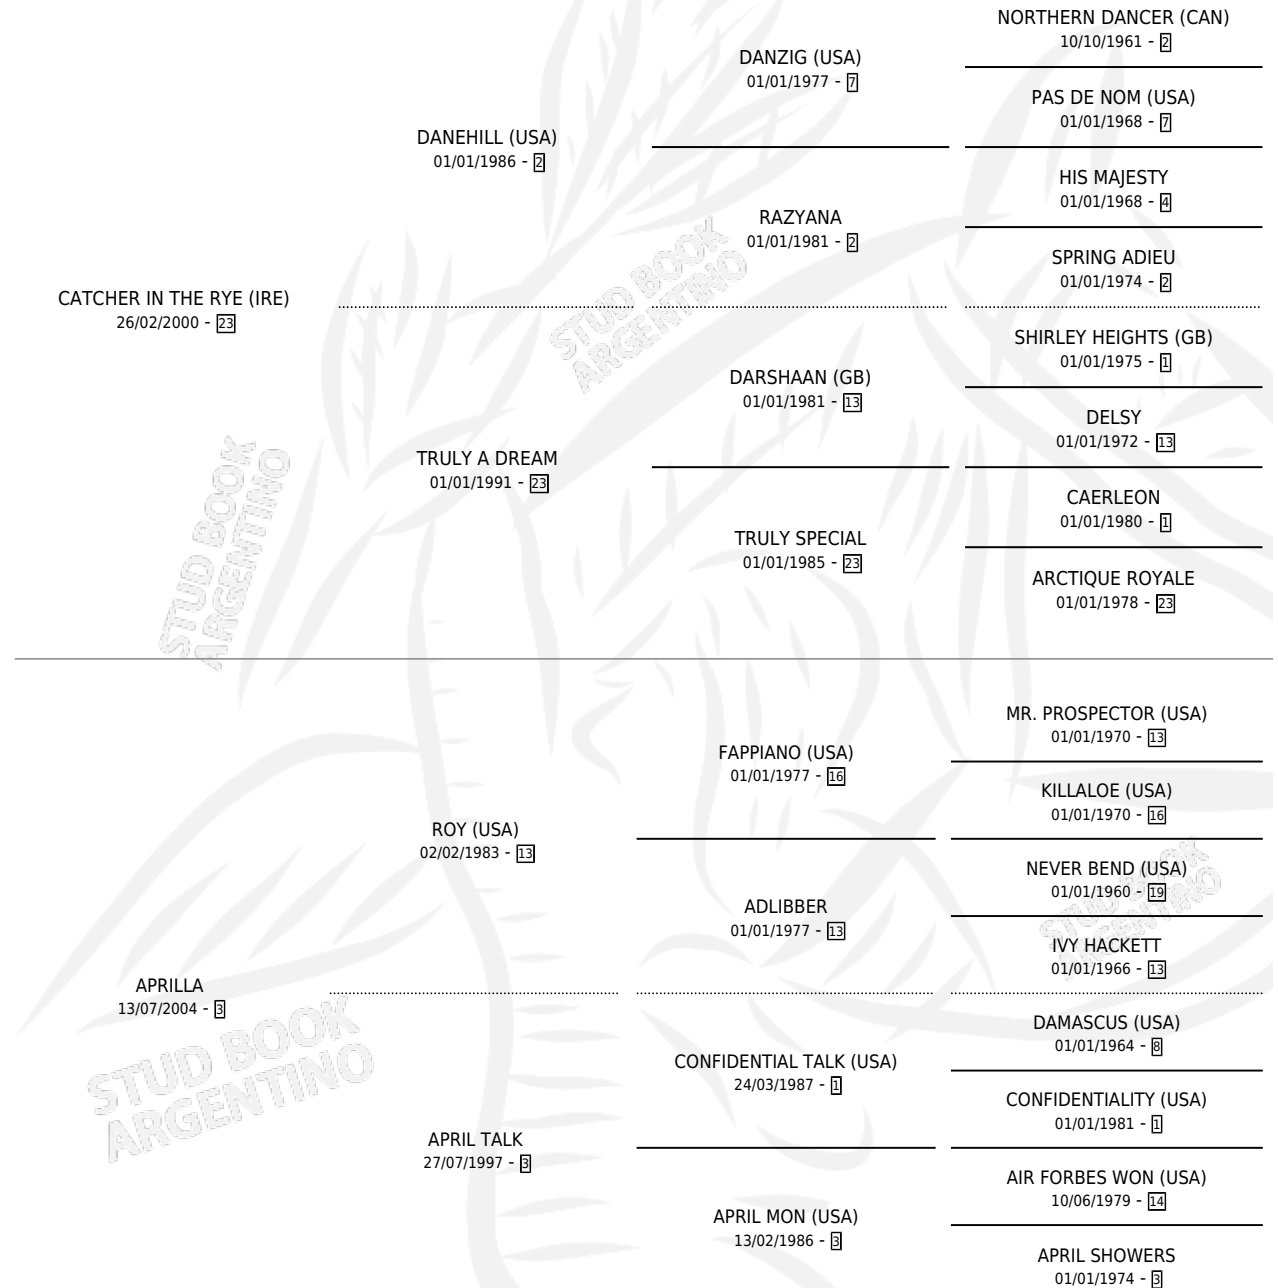 NORTHERN DANCER (CAN)
10/10/1961 - 2
DANZIG (USA)
01/01/1977 - 7
PAS DE NOM (USA)
01/01/1968 - 7
DANEHILL (USA)
01/01/1986 - 2
HIS MAJESTY
01/01/1968 - 4
RAZYANA
01/01/1981 - 2
SPRING ADIEU
01/01/1974 - 2
CATCHER IN THE RYE (IRE)
26/02/2000 - 23
SHIRLEY HEIGHTS (GB)
01/01/1975 - 1
DARSHAAN (GB)
01/01/1981 - 13
DELSY
01/01/1972 - 13
TRULY A DREAM
01/01/1991 - 23
CAERLEON
01/01/1980 - 1
TRULY SPECIAL
01/01/1985 - 23
ARCTIQUE ROYALE
01/01/1978 - 23
MR. PROSPECTOR (USA)
01/01/1970 - 13
FAPPIANO (USA)
01/01/1977 - 16
KILLALOE (USA)
01/01/1970 - 16
ROY (USA)
02/02/1983 - 13
NEVER BEND (USA)
01/01/1960 - 19
ADLIBBER
01/01/1977 - 13
IVY HACKETT
01/01/1966 - 13
APRILLA
13/07/2004 - 3
DAMASCUS (USA)
01/01/1964 - 8
CONFIDENTIAL TALK (USA)
24/03/1987 - 1
CONFIDENTIALITY (USA)
01/01/1981 - 1
APRIL TALK
27/07/1997 - 3
AIR FORBES WON (USA)
10/06/1979 - 14
APRIL MON (USA)
13/02/1986 - 3
APRIL SHOWERS
01/01/1974 - 3
STUD BOOK
ARGENTINO
STUD BOOK
ARGENTINO
STUD BOOK
ARGENTINO
STUD BOOK
ARGENTINO